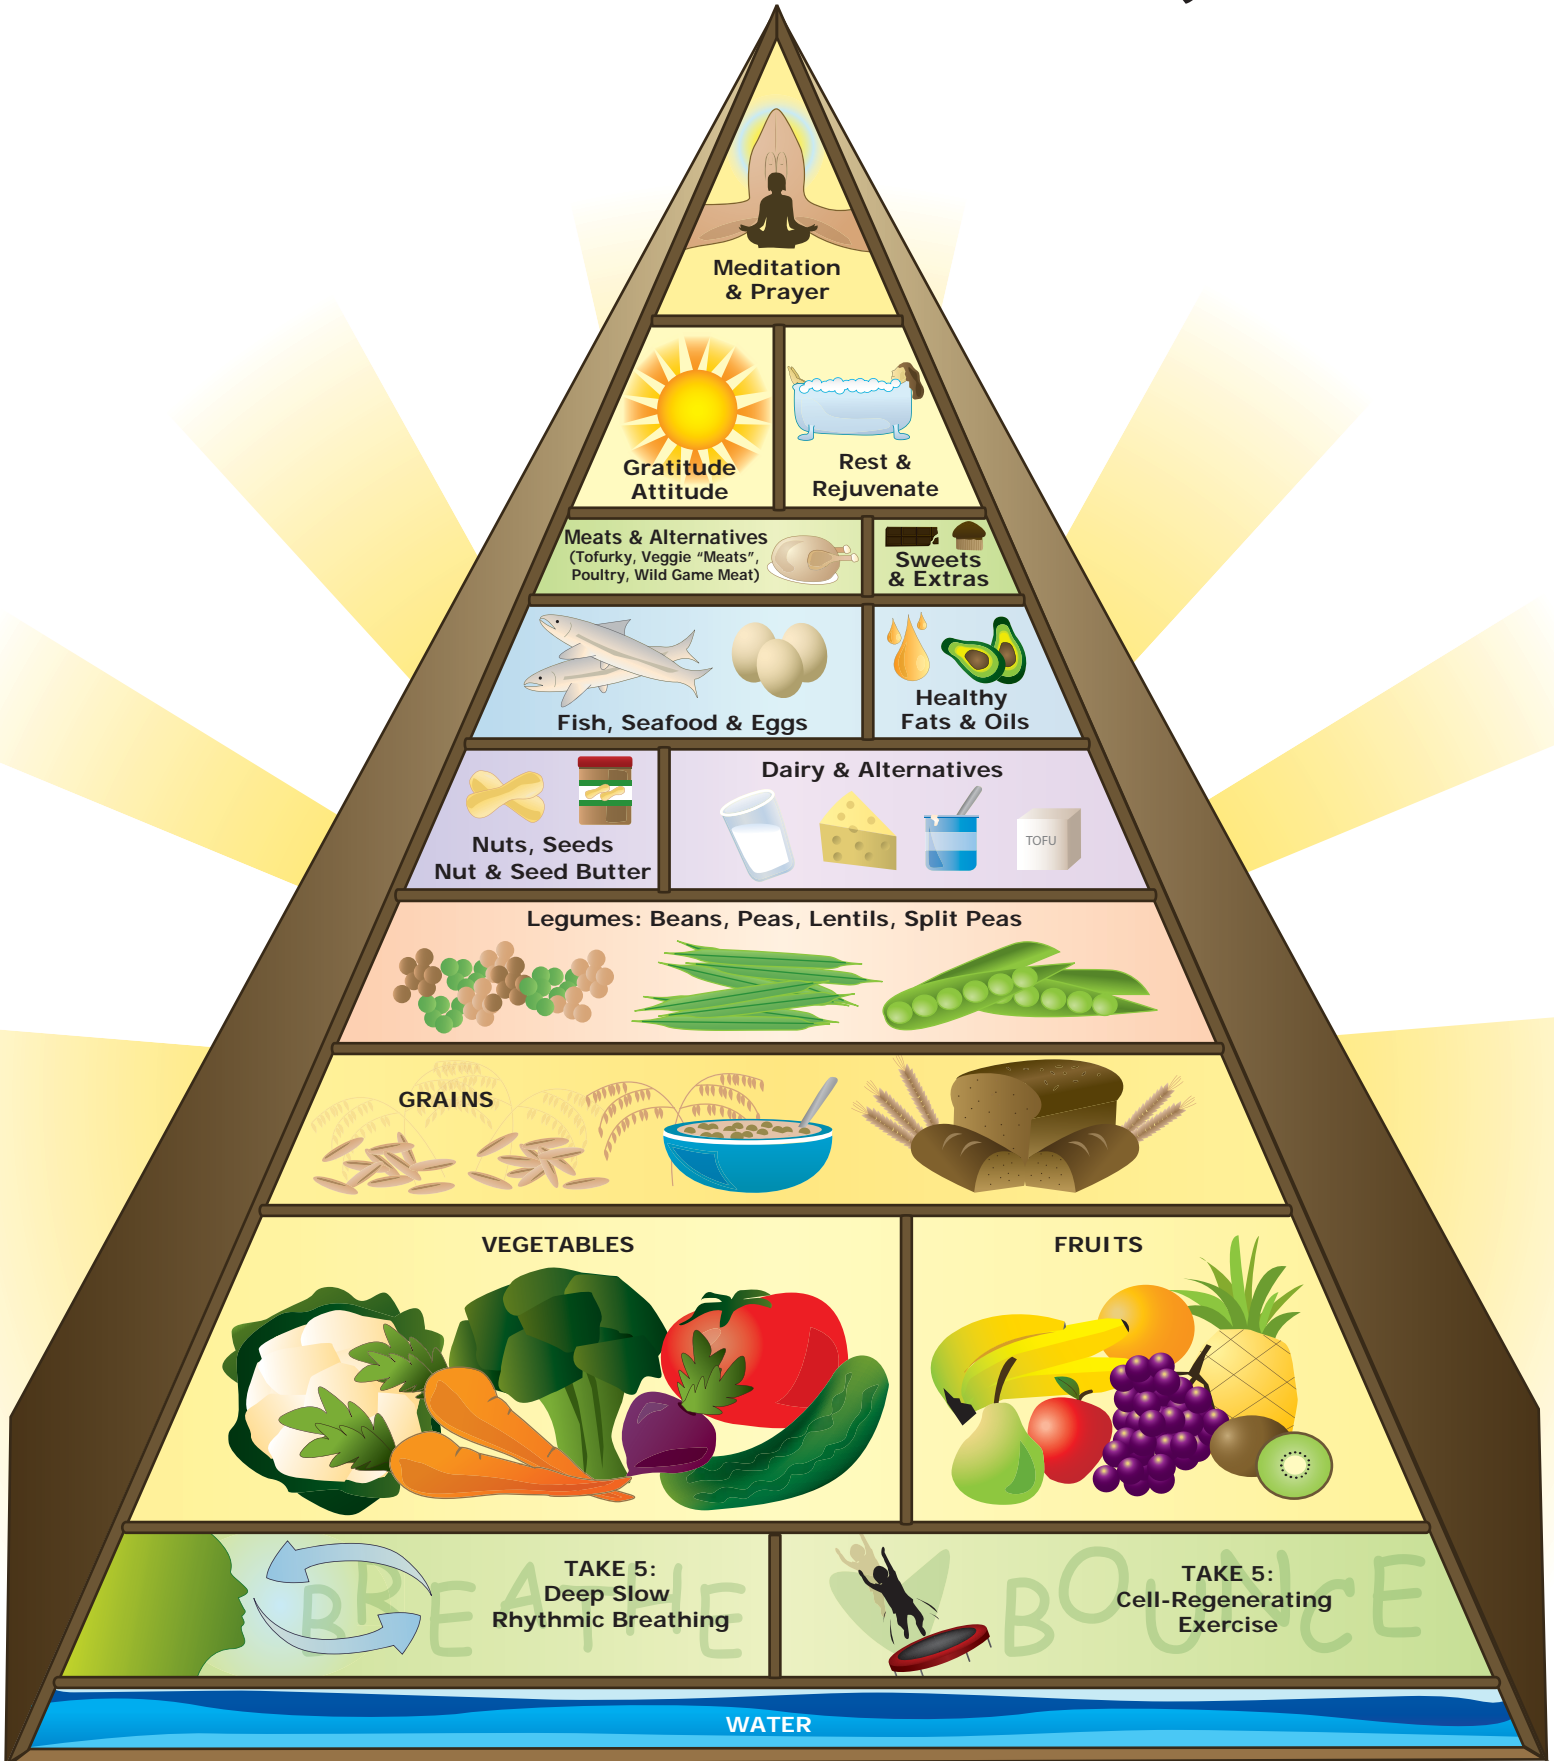 Meditation
& Prayer
Gratitude
Attitude
Rest &
Rejuvenate
Meats & Alternatives
(Tofurky, Veggie “Meats”,
Poultry, Wild Game Meat)
Sweets
& Extras
Fish, Seafood & Eggs
Healthy
Fats & Oils
Nuts, Seeds
Nut & Seed Butter
Dairy & Alternatives
TOFU
Legumes: Beans, Peas, Lentils, Split Peas
GRAINS
VEGETABLES
FRUITS
BREATHE
TAKE 5:
Deep Slow
Rhythmic Breathing
BOUNCE
TAKE 5:
Cell-Regenerating
Exercise
WATER